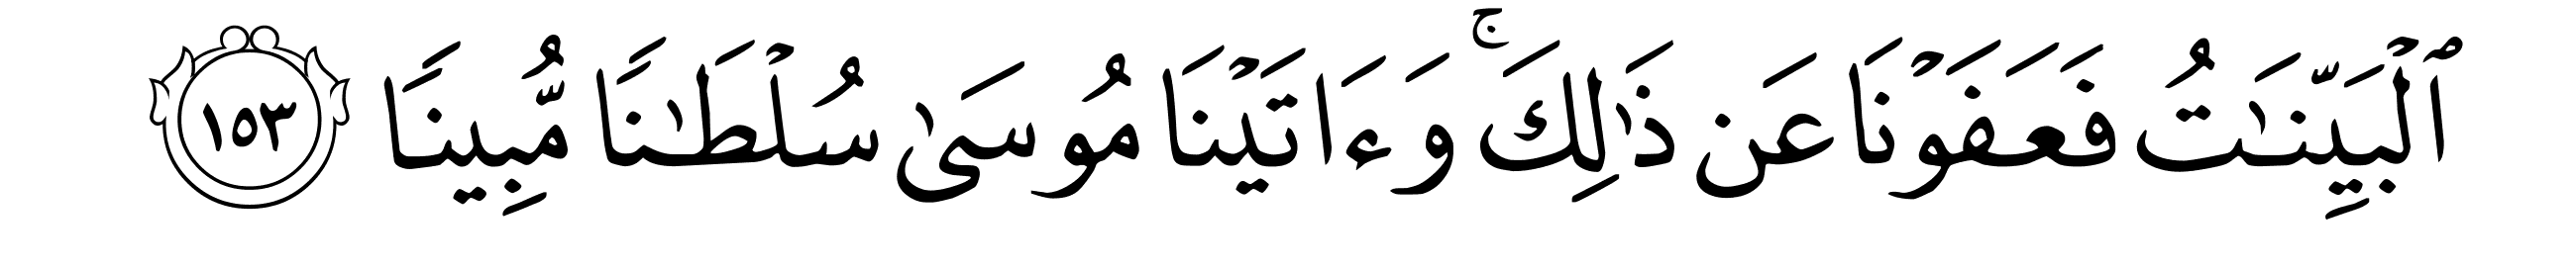 ٱلۡبَيِّنَٰتُ فَعَفَوۡنَا عَن ذَٰلِكَۚ وَءَاتَيۡنَا مُوسَىٰ سُلۡطَٰنٗا مُّبِينٗا ١٥٣